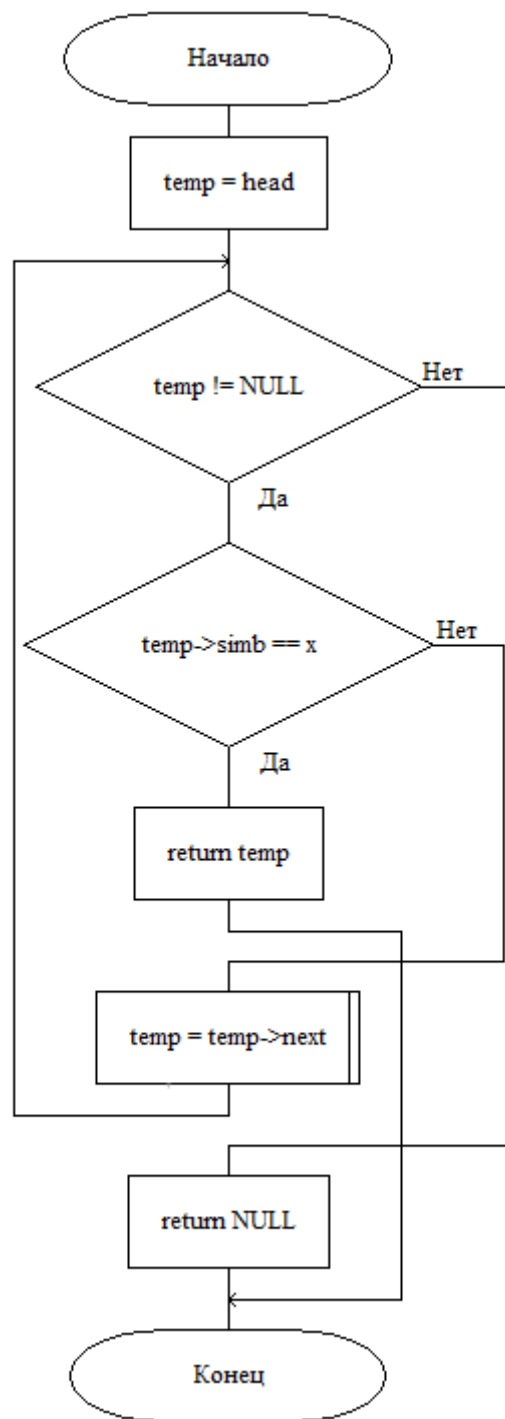 Начало
temp = head
temp != NULL
Нет
Да
temp->simb == x
Нет
Да
return temp
temp = temp->next
return NULL
Конец